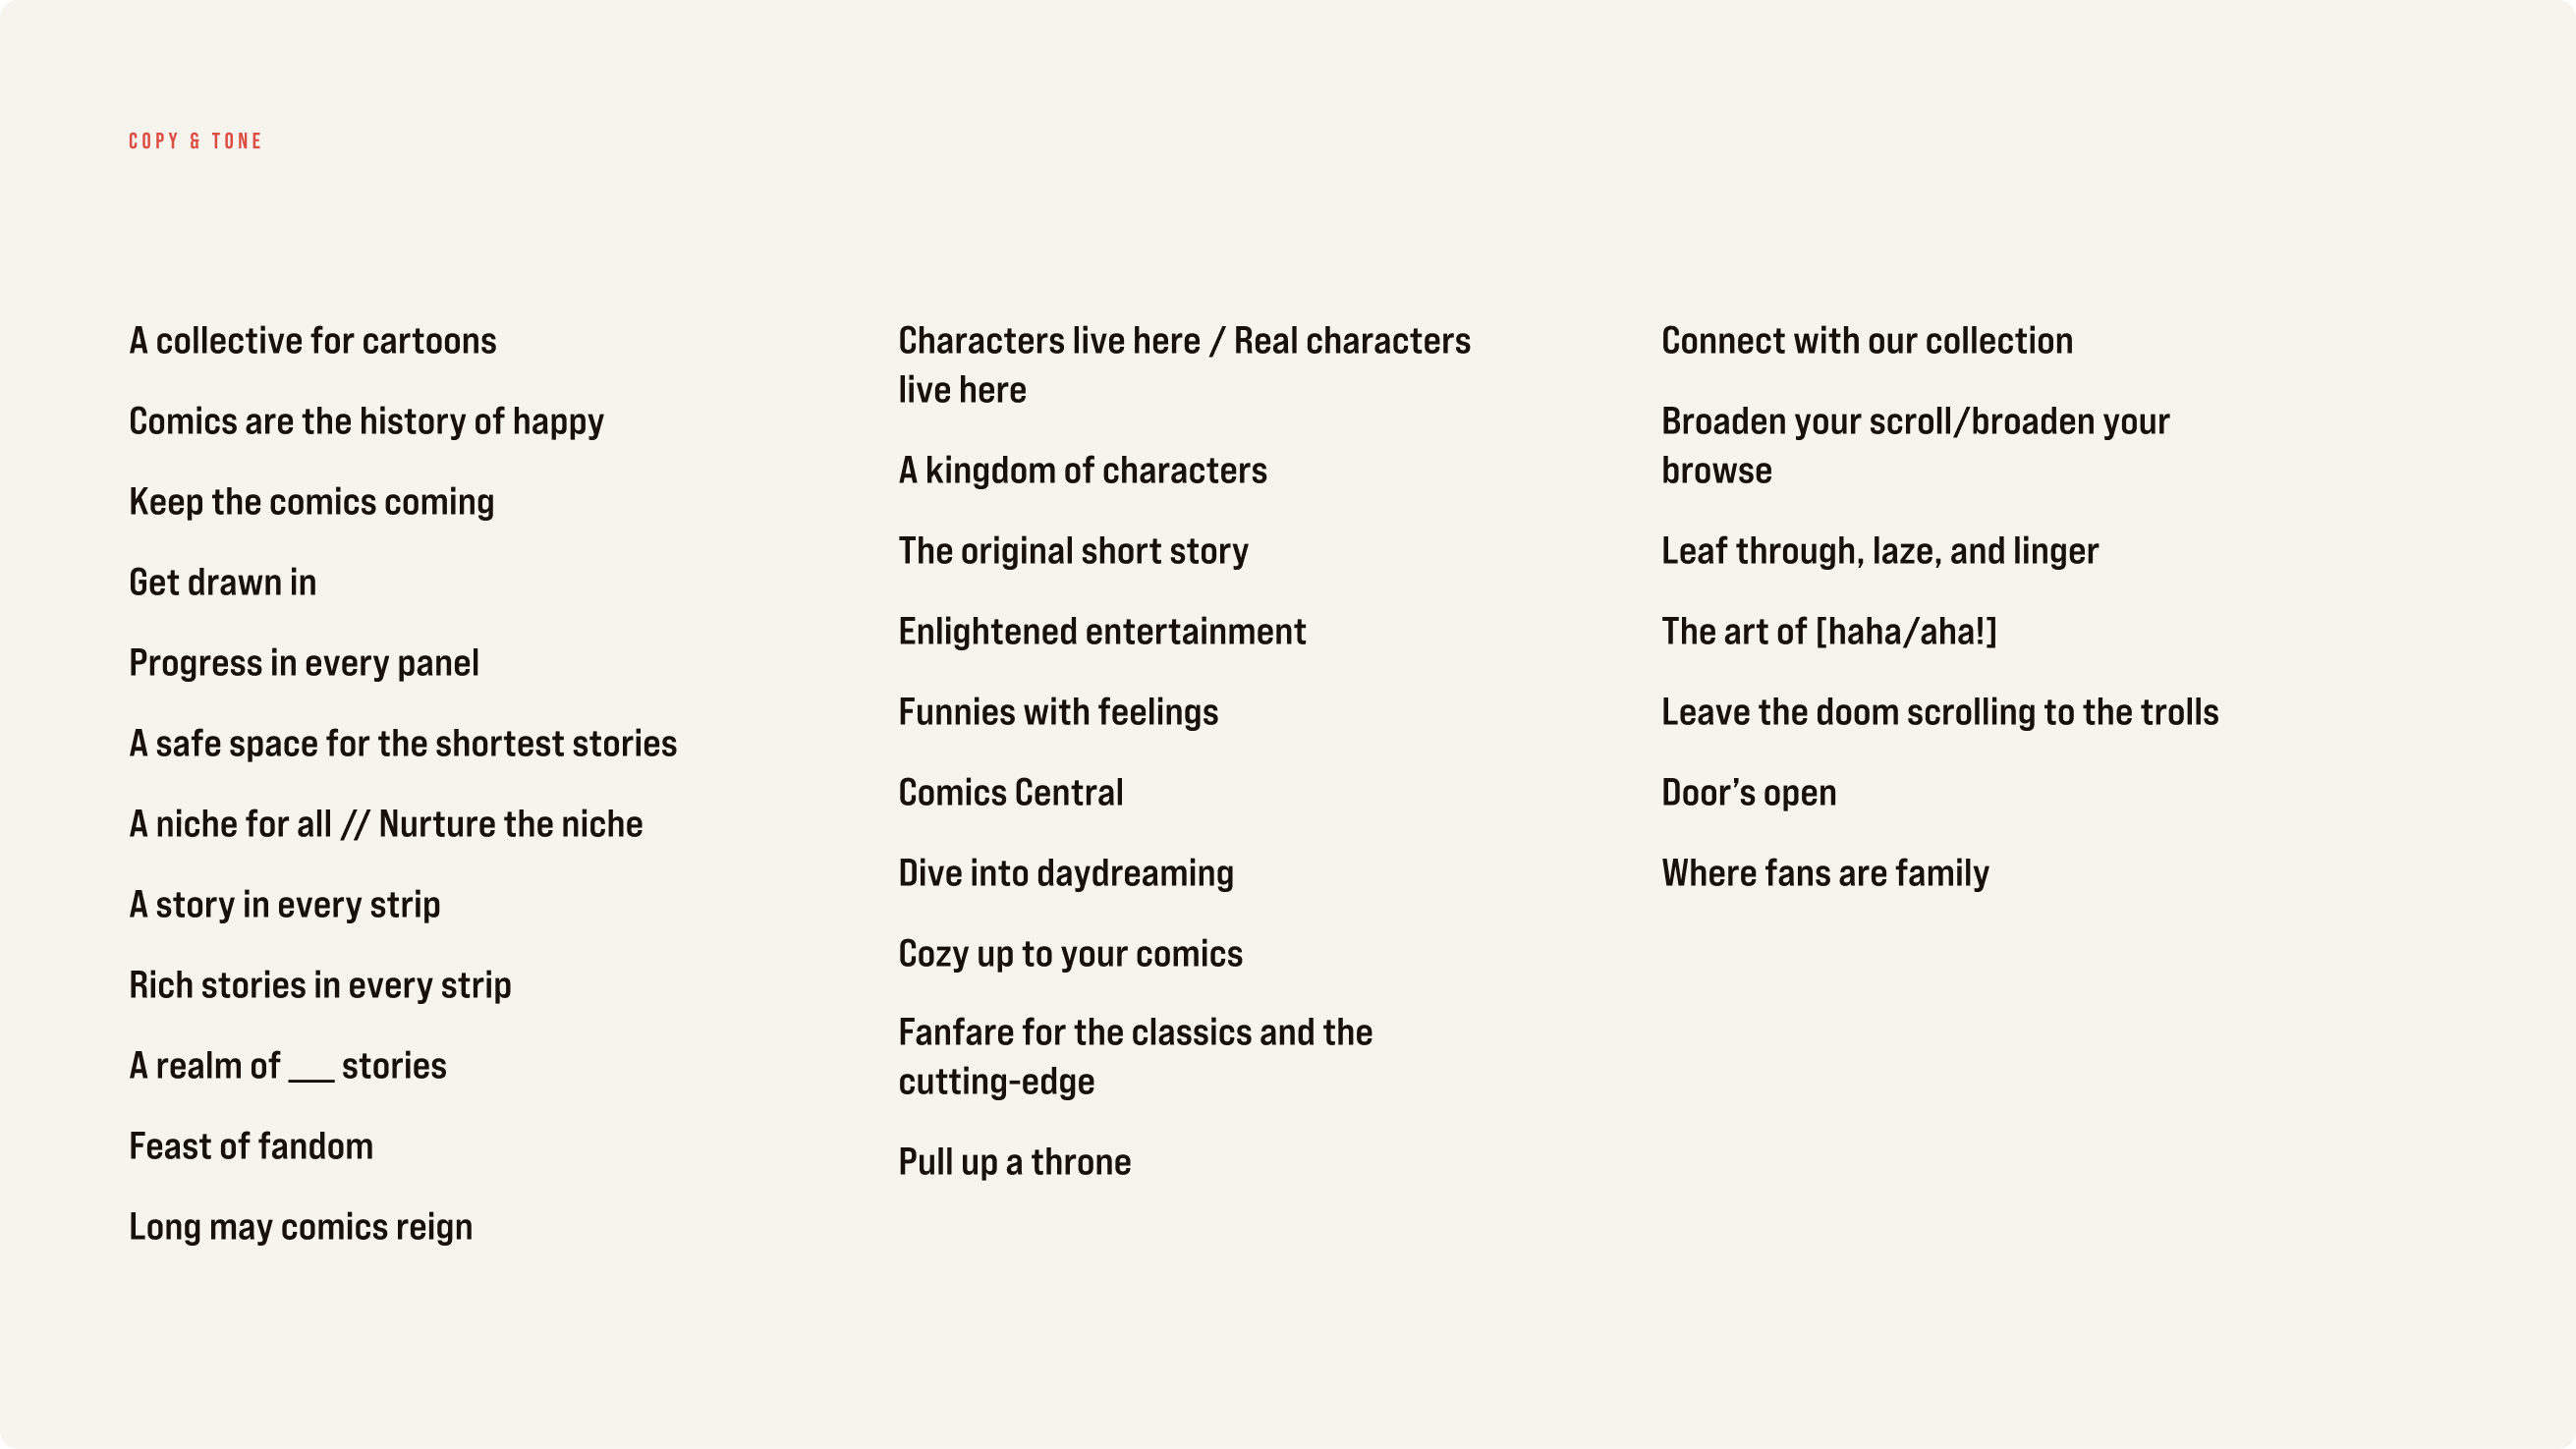 COPY & TONE
A collective for cartoons
Comics are the history of happy
Keep the comics coming
Get drawn in
Progress in every panel
A safe space for the shortest stories
A niche for all // Nurture the niche
A story in every strip
Rich stories in every strip
A realm of ___ stories
Feast of fandom
Long may comics reign
Characters live here / Real characters
live here
A kingdom of characters
The original short story
Enlightened entertainment
Funnies with feelings
Comics Central
Dive into daydreaming
Cozy up to your comics
Fanfare for the classics and the
cutting-edge
Pull up a throne
Connect with our collection
Broaden your scroll/broaden your
browse
Leaf through, laze, and linger
The art of [haha/aha!]
Leave the doom scrolling to the trolls
Door’s open
Where fans are family